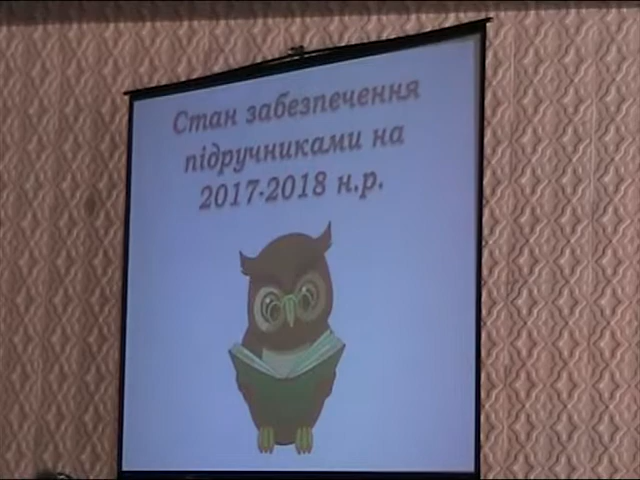 Стан забезпечення
підручниками на
2017-2018 н.р.